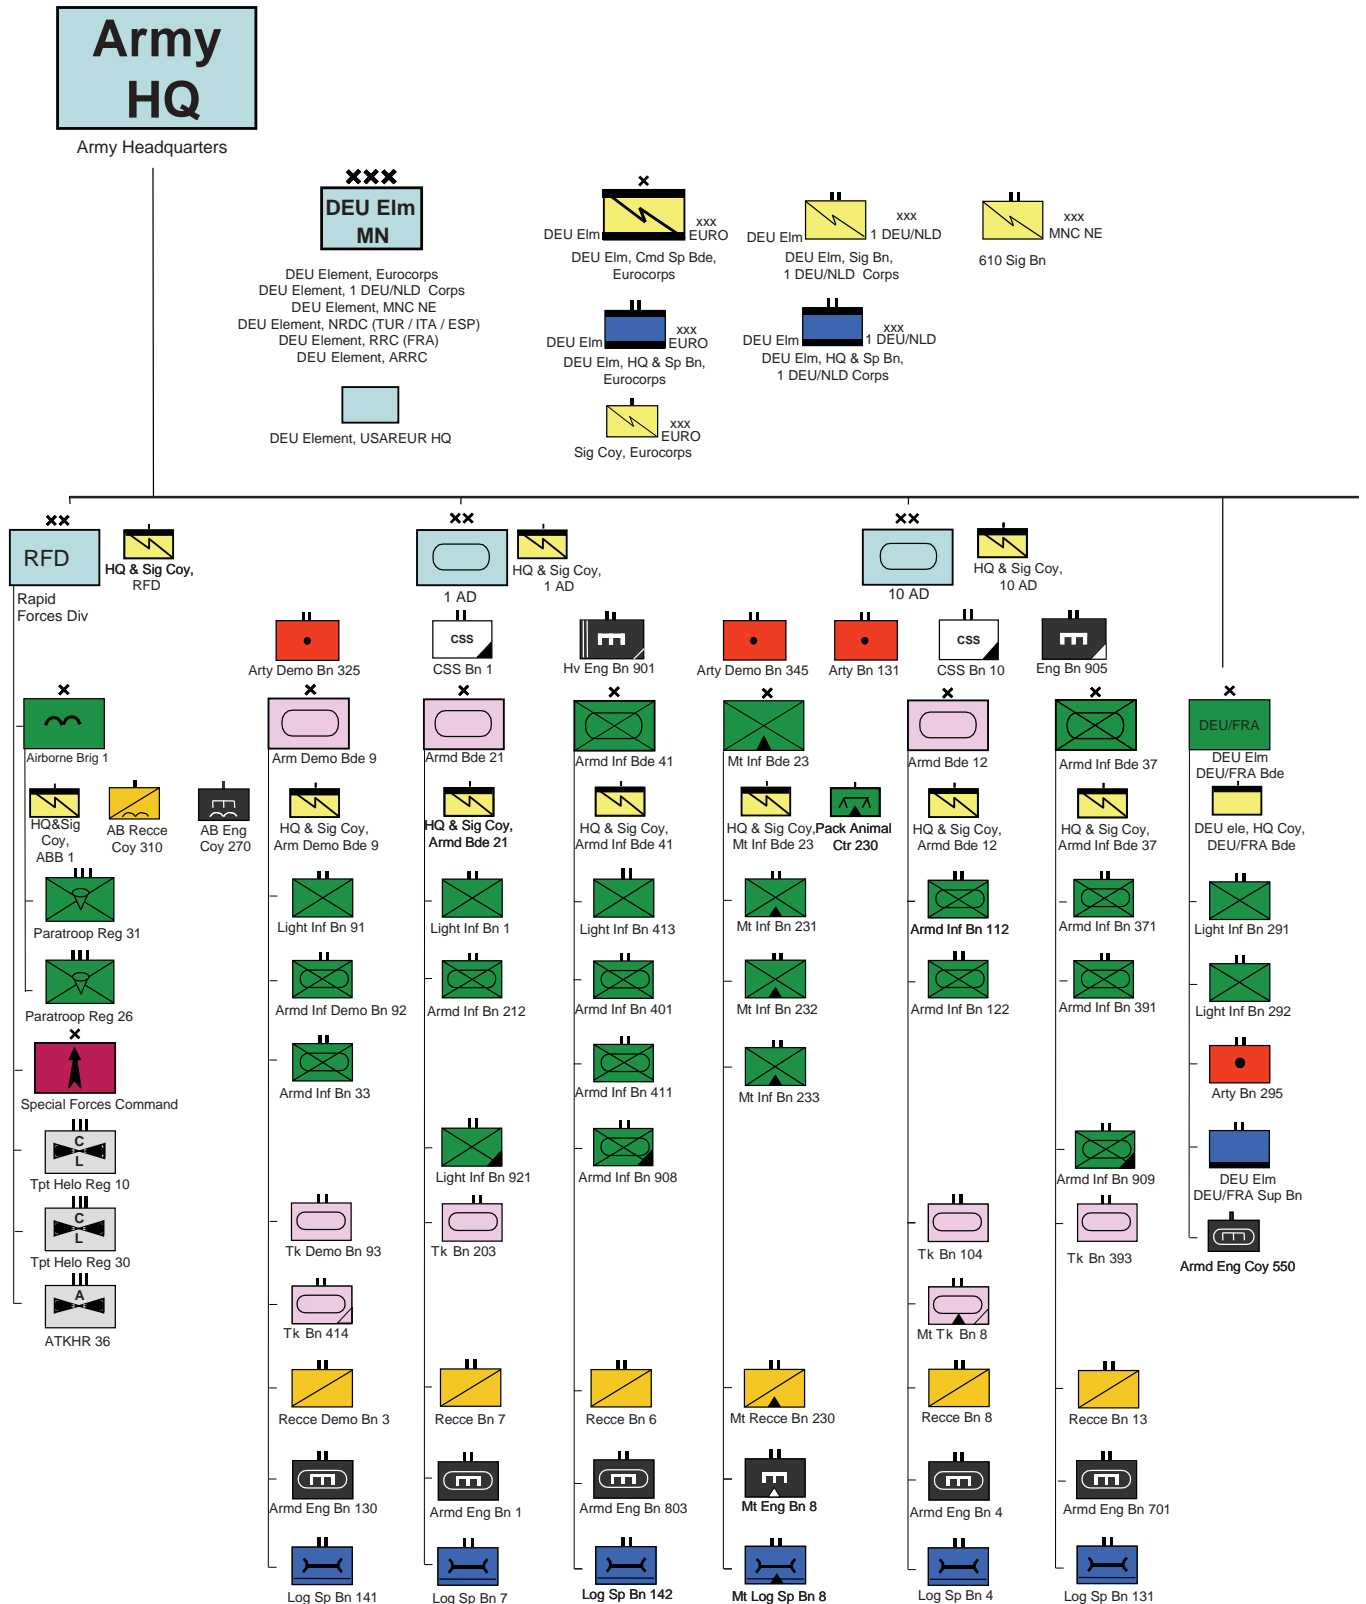 Army
HQ
Army Headquarters
XXX
DEU Elm
MN
DEU Element, Eurocorps
DEU Element, 1 DEU/NLD Corps
DEU Element, MNC NE
DEU Element, NRDC (TUR / ITA / ESP)
DEU Element, RRC (FRA)
DEU Element, ARRC
DEU Element, USAREUR HQ
X
DEU Elm
xxx
EURO
DEU Elm, Cmd Sp Bde,
Eurocorps
DEU Elm
xxx
1 DEU/NLD
DEU Elm, Sig Bn,
1 DEU/NLD Corps
xxx
MNC NE
610 Sig Bn
DEU Elm
xxx
EURO
DEU Elm, HQ & Sp Bn,
Eurocorps
DEU Elm
xxx
1 DEU/NLD
DEU Elm, HQ & Sp Bn,
1 DEU/NLD Corps
xxx
EURO
Sig Coy, Eurocorps
XX
RFD
Rapid
Forces Div
HQ & Sig Coy,
RFD
XX
1 AD
HQ & Sig Coy,
1 AD
XX
10 AD
HQ & Sig Coy,
10 AD
Arty Demo Bn 325
CSS
CSS Bn 1
Hv Eng Bn 901
Arty Demo Bn 345
Arty Bn 131
CSS
CSS Bn 10
Eng Bn 905
X
Airborne Brig 1
X
Arm Demo Bde 9
X
Armd Bde 21
X
Armd Inf Bde 41
X
Mt Inf Bde 23
X
Armd Bde 12
X
Armd Inf Bde 37
X
DEU/FRA
DEU Elm
DEU/FRA Bde
HQ&Sig
Coy,
ABB 1
AB Recce
Coy 310
AB Eng
Coy 270
HQ & Sig Coy,
Arm Demo Bde 9
HQ & Sig Coy,
Armd Bde 21
HQ & Sig Coy,
Armd Inf Bde 41
HQ & Sig Coy,
Mt Inf Bde 23
Pack Animal
Ctr 230
HQ & Sig Coy,
Armd Bde 12
HQ & Sig Coy,
Armd Inf Bde 37
DEU ele, HQ Coy,
DEU/FRA Bde
Paratroop Reg 31
Light Inf Bn 91
Light Inf Bn 1
Light Inf Bn 413
Mt Inf Bn 231
Armd Inf Bn 112
Armd Inf Bn 371
Light Inf Bn 291
Paratroop Reg 26
Armd Inf Demo Bn 92
Armd Inf Bn 212
Armd Inf Bn 401
Mt Inf Bn 232
Armd Inf Bn 122
Armd Inf Bn 391
Light Inf Bn 292
X
Special Forces Command
Armd Inf Bn 33
Armd Inf Bn 411
Mt Inf Bn 233
Arty Bn 295
C
L
Tpt Helo Reg 10
Light Inf Bn 921
Armd Inf Bn 908
Armd Inf Bn 909
DEU Elm
DEU/FRA Sup Bn
C
L
Tpt Helo Reg 30
Tk Demo Bn 93
Tk Bn 203
Tk Bn 104
Tk Bn 393
Armd Eng Coy 550
A
ATKHR 36
Tk Bn 414
Mt Tk Bn 8
Recce Demo Bn 3
Recce Bn 7
Recce Bn 6
Mt Recce Bn 230
Recce Bn 8
Recce Bn 13
Armd Eng Bn 130
Armd Eng Bn 1
Armd Eng Bn 803
Mt Eng Bn 8
Armd Eng Bn 4
Armd Eng Bn 701
Log Sp Bn 141
Log Sp Bn 7
Log Sp Bn 142
Mt Log Sp Bn 8
Log Sp Bn 4
Log Sp Bn 131